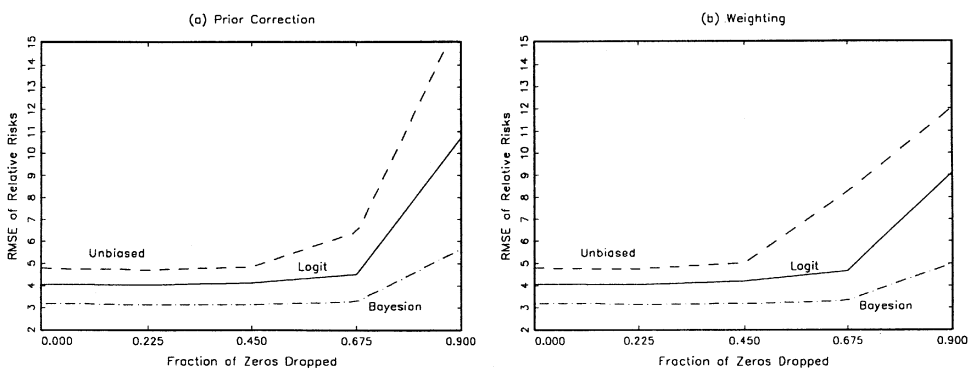 (a) Prior Correction
RMSE of Relative Risks
15
14
13
12
11
10
9
8
7
6
5
4
3
2
Unbiased
Logit
Bayesian
0.000 0.225 0.450 0.675 0.900
Fraction of Zeros Dropped
(b) Weighting
RMSE of Relative Risks
15
14
13
12
11
10
9
8
7
6
5
4
3
2
Unbiased
Logit
Bayesian
0.000 0.225 0.450 0.675 0.900
Fraction of Zeros Dropped